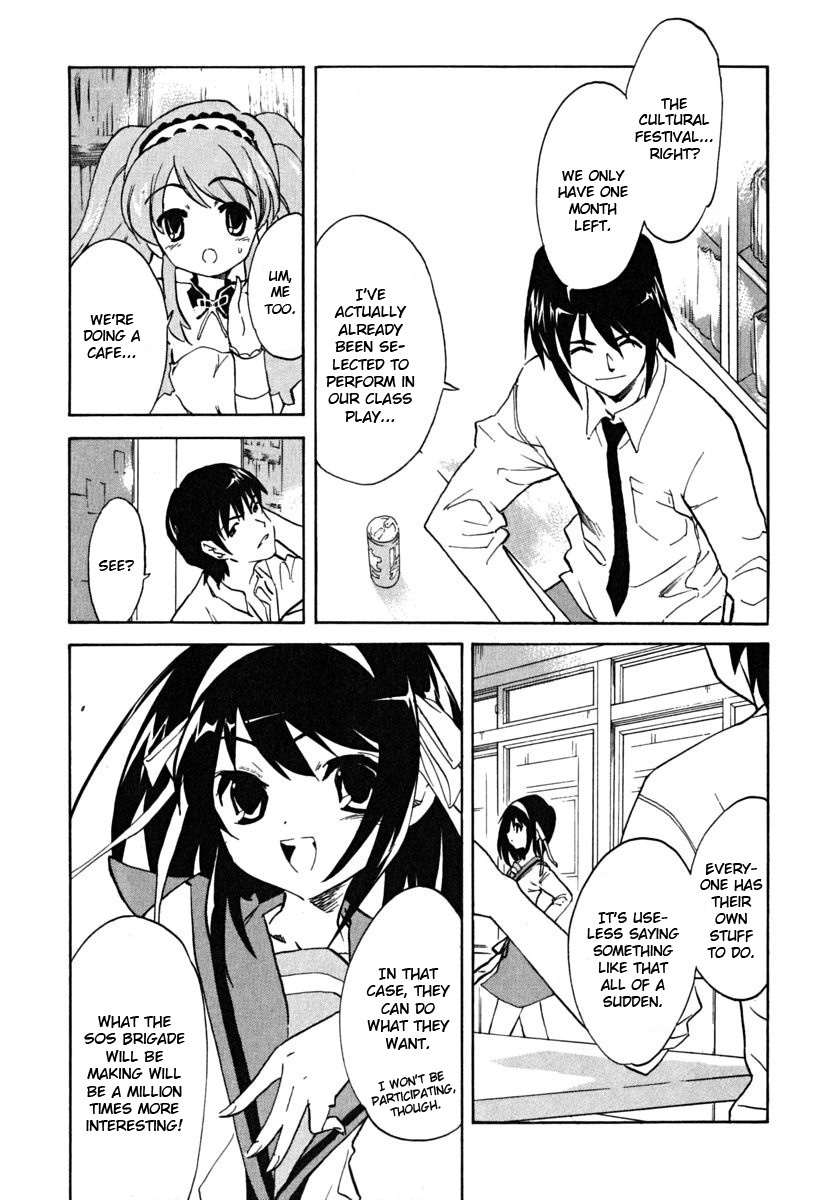 THE
CULTURAL
FESTIVAL...
RIGHT?
WE ONLY
HAVE ONE
MONTH
LEFT.
I'VE
ACTUALLY
ALREADY
BEEN SE-
LECTED TO
PERFORM IN
OUR CLASS
PLAY...
UM,
ME
TOO.
WE'RE
DOING A
CAFE...
SEE?
EVERY-
ONE HAS
THEIR
OWN
STUFF
TO DO.
IT'S USE-
LESS SAYING
SOMETHING
LIKE THAT
ALL OF A
SUDDEN.
IN THAT
CASE, THEY
CAN DO
WHAT THEY
WANT.
I WON'T BE
PARTICIPATING,
THOUGH.
WHAT THE
SOS BRIGADE
WILL BE
MAKING WILL
BE A MILLION
TIMES MORE
INTERESTING!